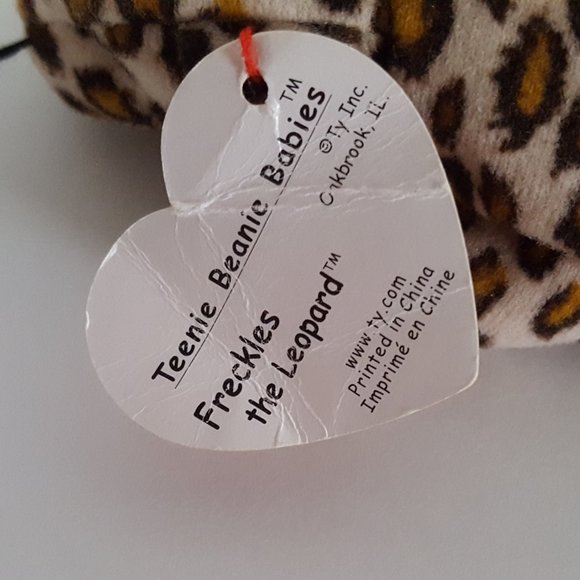 Teenie Beanie Babies™
©Ty Inc.
Oakbrook, IL.
Freckles
the Leopard™
www.ty.com
Printed in China
Imprimé en Chine